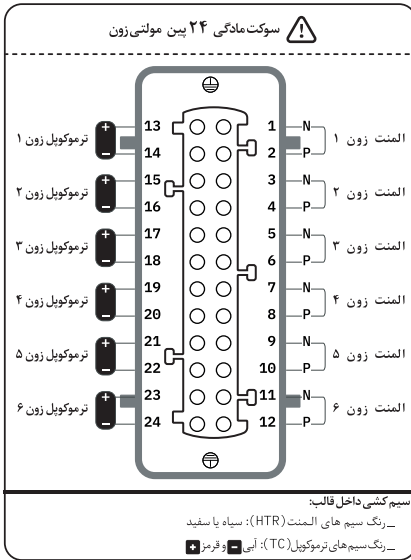 سوکت مادگی ۲۴ پین مولتی زون
ترموکوپل زون ۱ + 13 1 N المنت زون ۱
− 14 2 P
ترموکوپل زون ۲ + 15 3 N المنت زون ۲
− 16 4 P
ترموکوپل زون ۳ + 17 5 N المنت زون ۳
− 18 6 P
ترموکوپل زون ۴ + 19 7 N المنت زون ۴
− 20 8 P
ترموکوپل زون ۵ + 21 9 N المنت زون ۵
− 22 10 P
ترموکوپل زون ۶ + 23 11 N المنت زون ۶
− 24 12 P
سیم کشی داخل قالب:
_رنگ سیم های المنت (HTR): سیاه یا سفید
_رنگ سیم های ترموکوپل (TC): آبی − و قرمز +